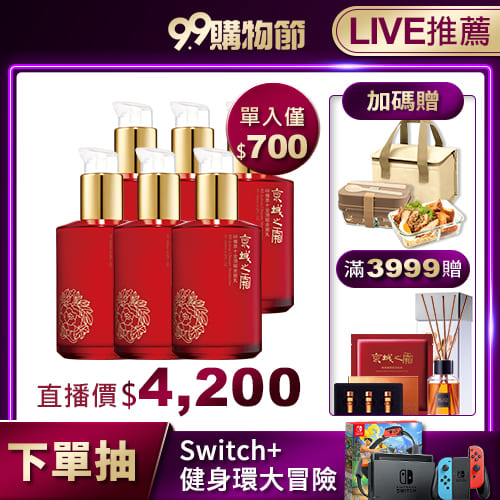 9.9購物節
LIVE推薦
單入僅
$700
加碼贈
京城之霜
滿3999贈
京城之霜
直播價$4,200
下單抽
Switch+
健身環大冒險
NINTENDO
SWITCH